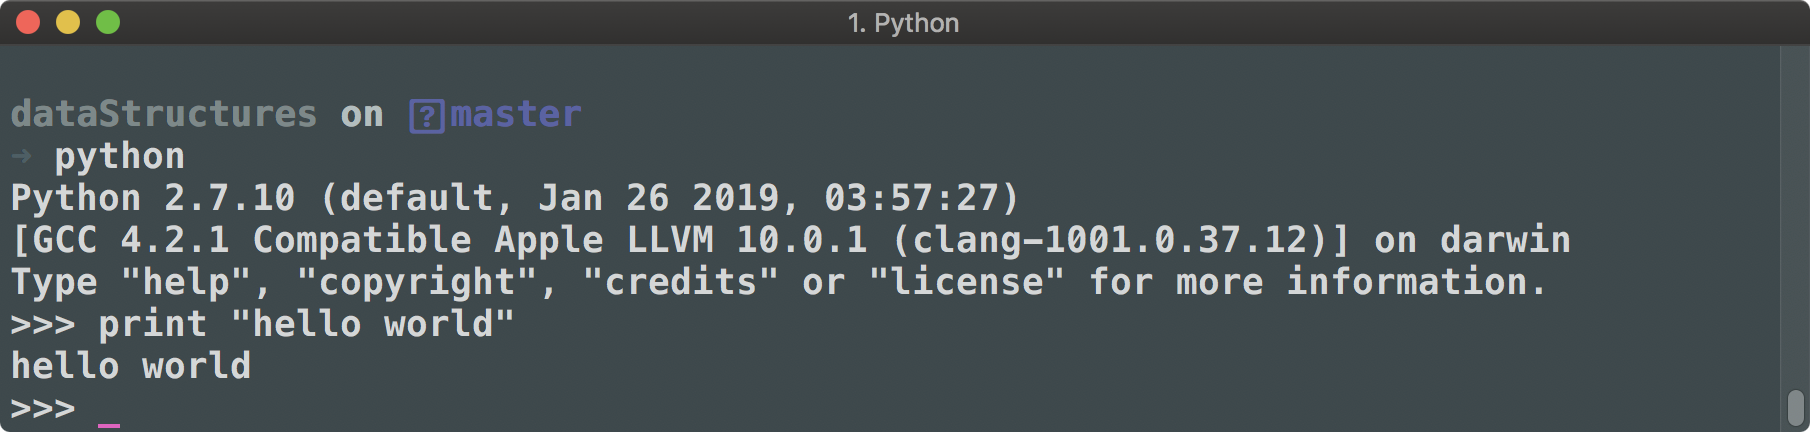 1. Python
dataStructures on ?master
➜ python
Python 2.7.10 (default, Jan 26 2019, 03:57:27)
[GCC 4.2.1 Compatible Apple LLVM 10.0.1 (clang-1001.0.37.12)] on darwin
Type "help", "copyright", "credits" or "license" for more information.
>>> print "hello world"
hello world
>>> _